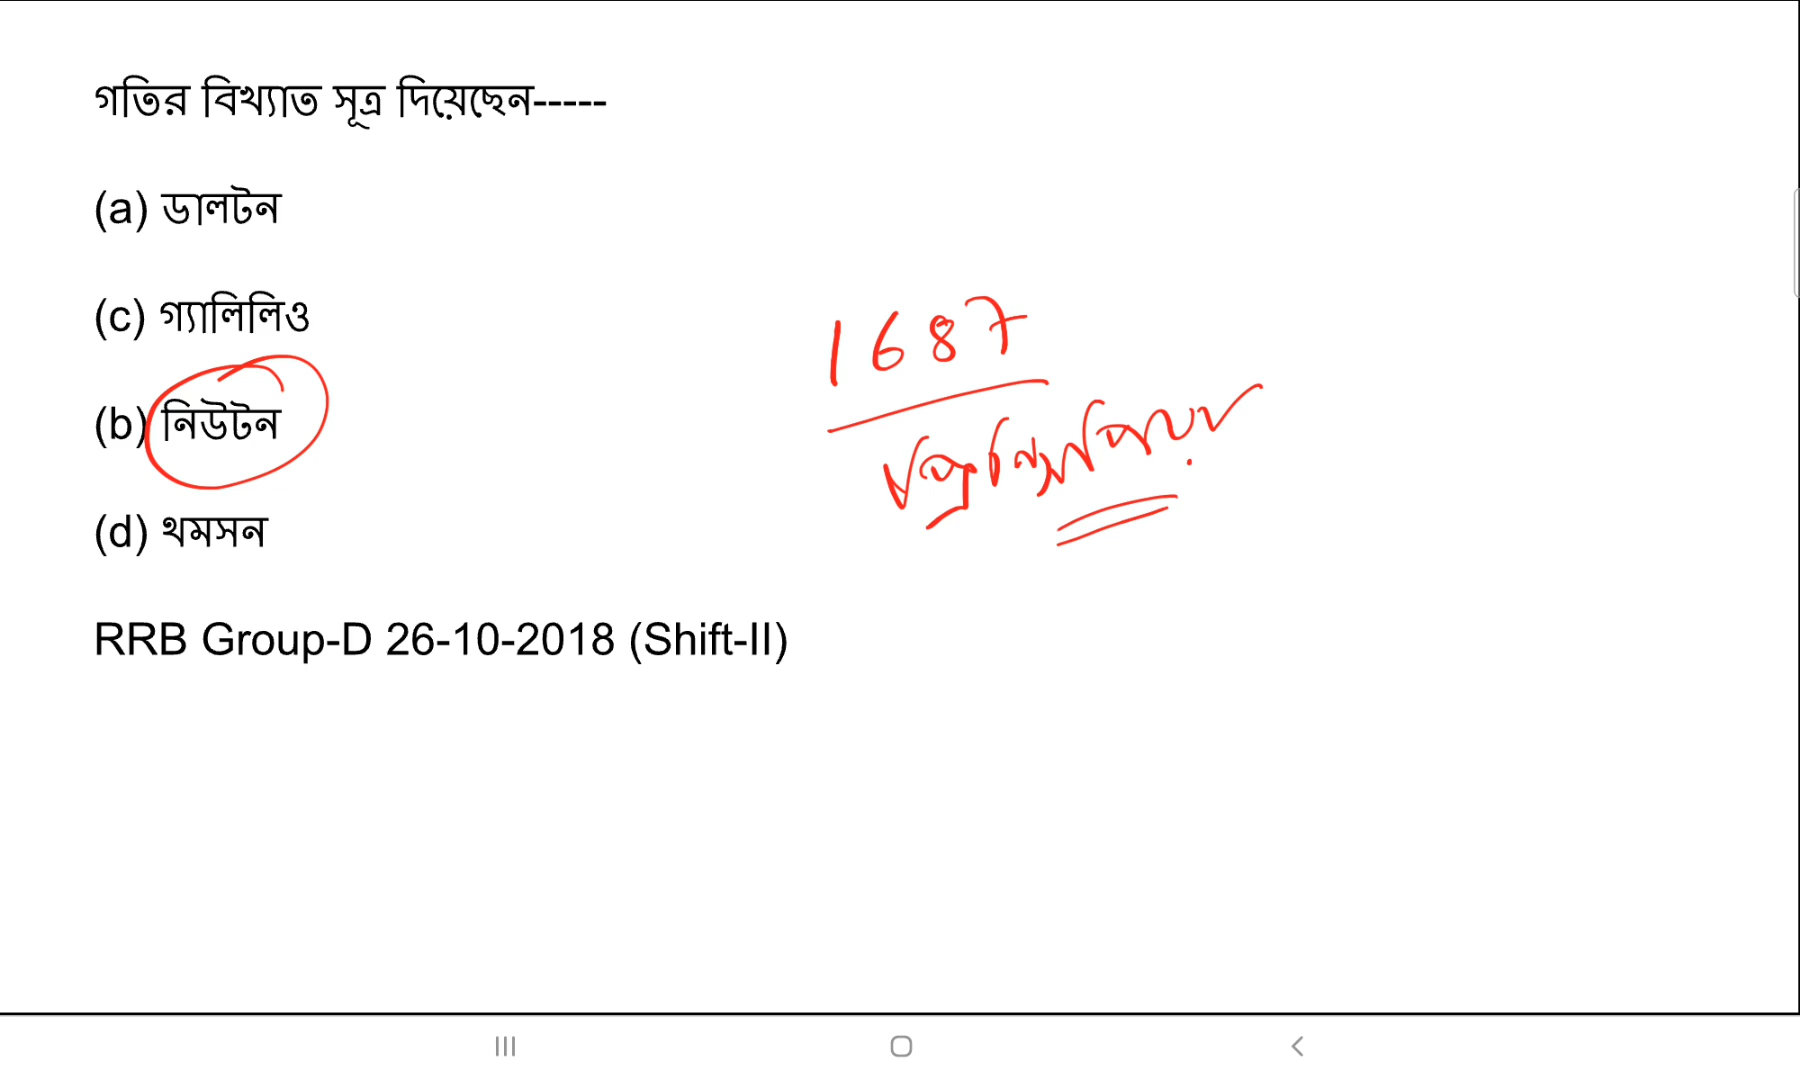 গতির বিখ্যাত সূত্র দিয়েছেন-----
(a) ডালটন
(c) গ্যালিলিও
(b) নিউটন
(d) থমসন
1687
RRB Group-D 26-10-2018 (Shift-II)